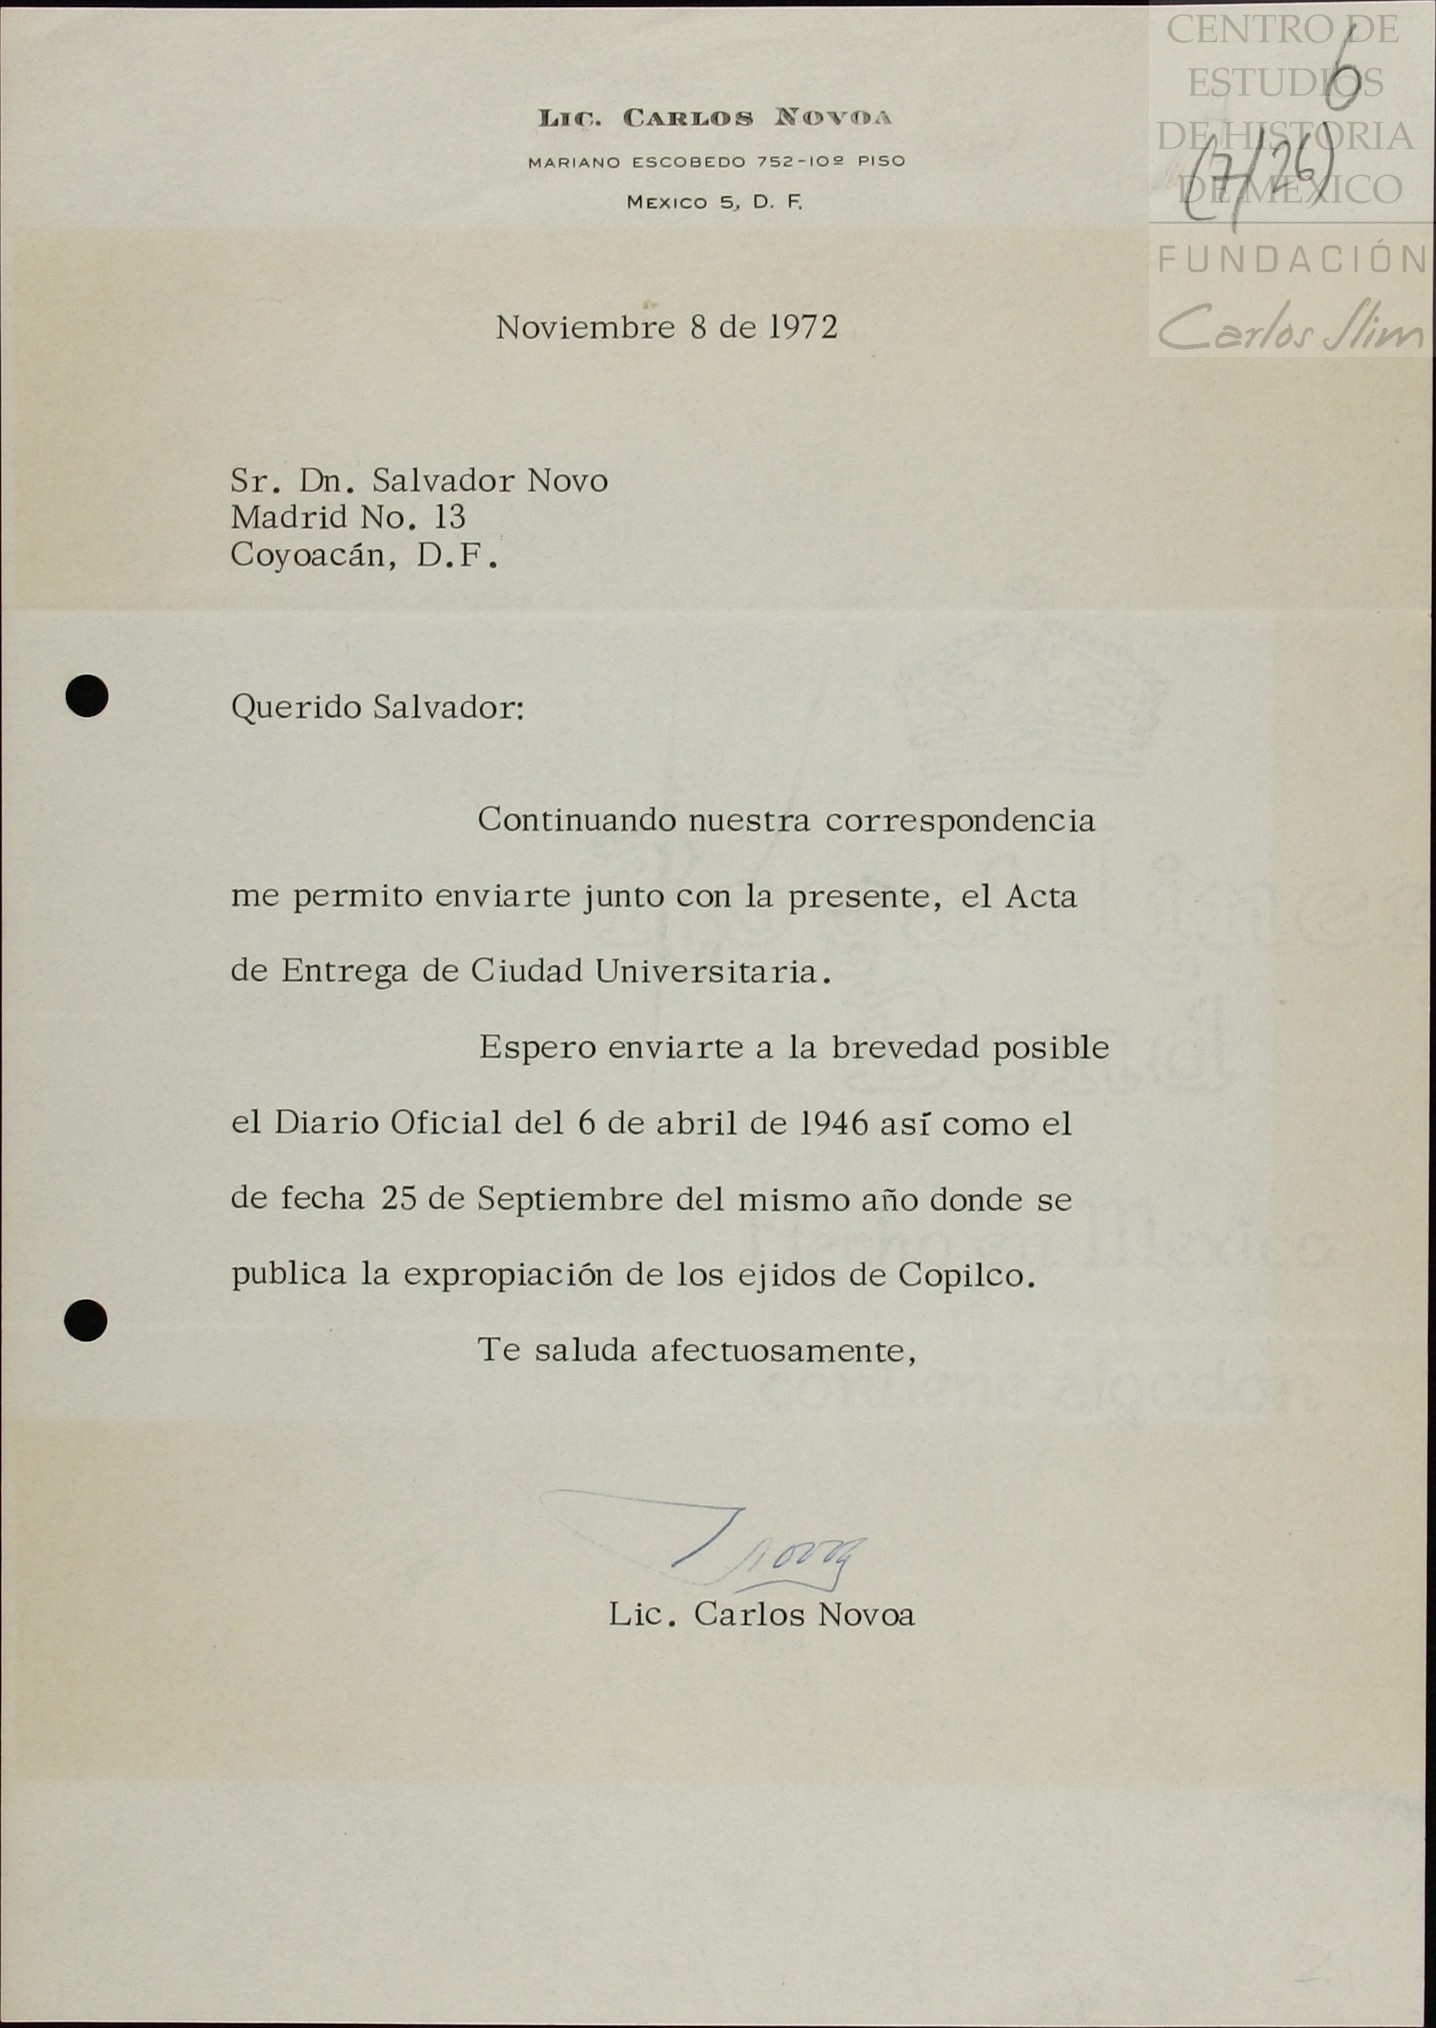 CENTRO DE
ESTUDIOS
DE HISTORIA
DE MÉXICO
FUNDACIÓN
Carlos Slim
6
(7/26)
LIC. CARLOS NOVOA
MARIANO ESCOBEDO 752-10º PISO
MEXICO 5, D. F.
Noviembre 8 de 1972
Sr. Dn. Salvador Novo
Madrid No. 13
Coyoacán, D.F.
Querido Salvador:
Continuando nuestra correspondencia
me permito enviarte junto con la presente, el Acta
de Entrega de Ciudad Universitaria.
Espero enviarte a la brevedad posible
el Diario Oficial del 6 de abril de 1946 así como el
de fecha 25 de Septiembre del mismo año donde se
publica la expropiación de los ejidos de Copilco.
Te saluda afectuosamente,
Novoa
Lic. Carlos Novoa